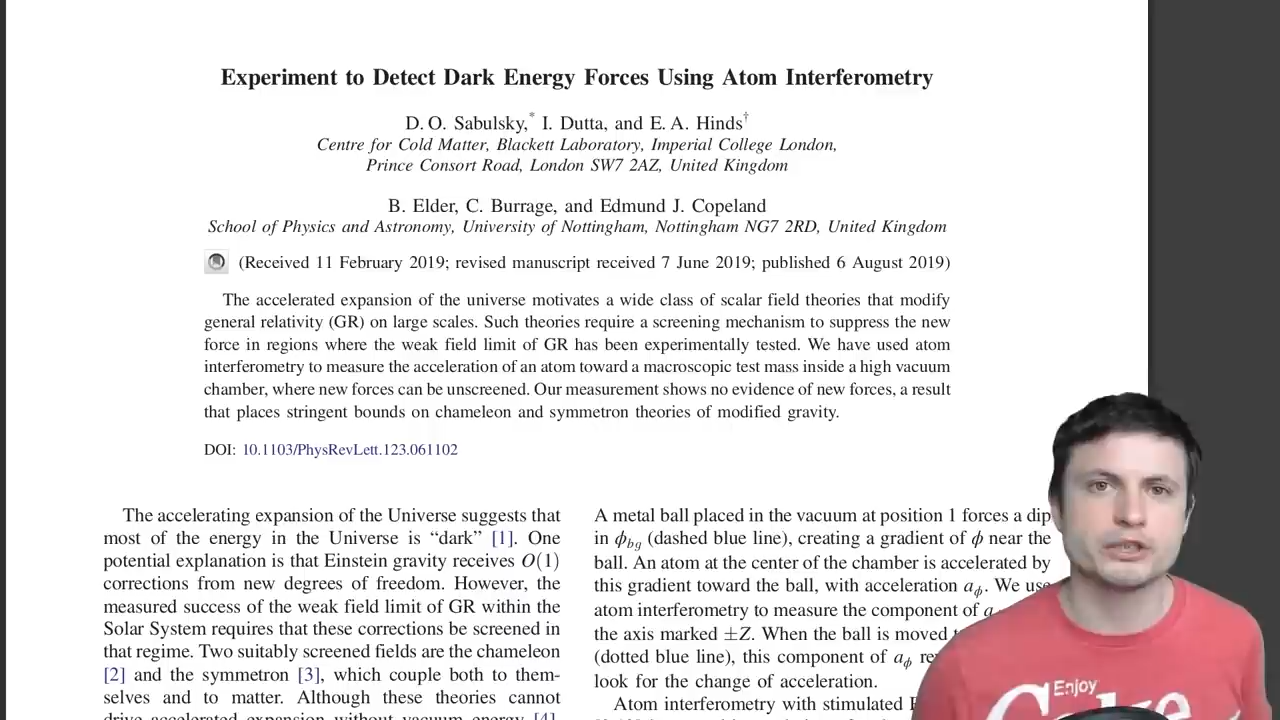 Experiment to Detect Dark Energy Forces Using Atom Interferometry
D. O. Sabulsky,* I. Dutta, and E. A. Hinds†
Centre for Cold Matter, Blackett Laboratory, Imperial College London,
Prince Consort Road, London SW7 2AZ, United Kingdom
B. Elder, C. Burrage, and Edmund J. Copeland
School of Physics and Astronomy, University of Nottingham, Nottingham NG7 2RD, United Kingdom
(Received 11 February 2019; revised manuscript received 7 June 2019; published 6 August 2019)
The accelerated expansion of the universe motivates a wide class of scalar field theories that modify
general relativity (GR) on large scales. Such theories require a screening mechanism to suppress the new
force in regions where the weak field limit of GR has been experimentally tested. We have used atom
interferometry to measure the acceleration of an atom toward a macroscopic test mass inside a high vacuum
chamber, where new forces can be unscreened. Our measurement shows no evidence of new forces, a result
that places stringent bounds on chameleon and symmetron theories of modified gravity.
DOI: 10.1103/PhysRevLett.123.061102
The accelerating expansion of the Universe suggests that
most of the energy in the Universe is “dark” [1]. One
potential explanation is that Einstein gravity receives O(1)
corrections from new degrees of freedom. However, the
measured success of the weak field limit of GR within the
Solar System requires that these corrections be screened in
that regime. Two suitably screened fields are the chameleon
[2] and the symmetron [3], which couple both to them-
selves and to matter. Although these theories cannot
drive accelerated expansion without vacuum energy [4],
A metal ball placed in the vacuum at position 1 forces a dip
in ϕbg (dashed blue line), creating a gradient of ϕ near the
ball. An atom at the center of the chamber is accelerated by
this gradient toward the ball, with acceleration aϕ. We use
atom interferometry to measure the component of a
the axis marked ±Z. When the ball is moved
(dotted blue line), this component of aϕ re
look for the change of acceleration.
Atom interferometry with stimulated
Enjoy